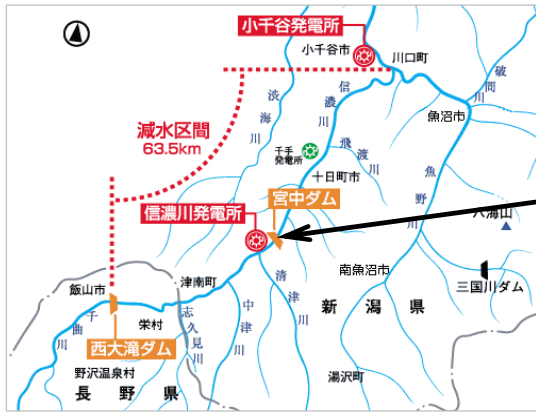 小千谷発電所
小千谷市
川口町
破間川
減水区間
63.5km
渋海川
信濃川
飛渡川
魚沼市
千手
発電所
十日町市
魚野川
宮中ダム
信濃川発電所
八海山
南魚沼市
三国川ダム
飯山市
津南町
清津川
中津川
新潟県
千曲川
栄村
志久見川
西大滝ダム
野沢温泉村
長野県
湯沢町